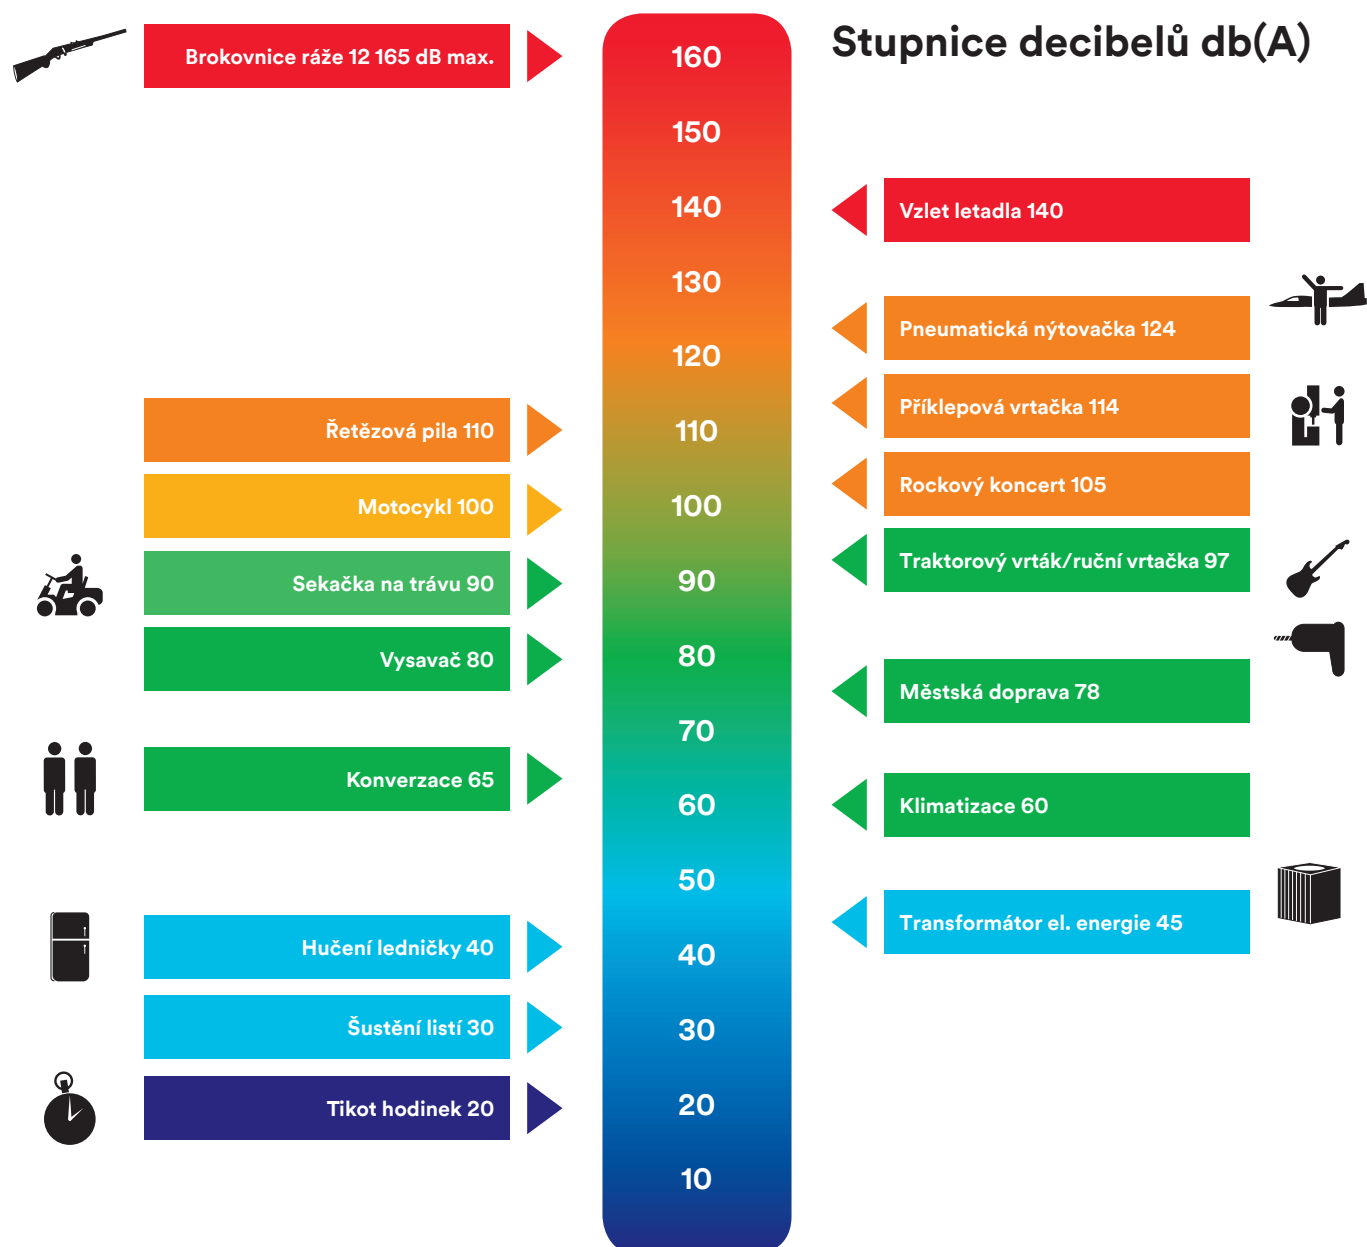 Stupnice decibelů db(A)
Brokovnice ráže 12 165 dB max.
Řetězová pila 110
Motocykl 100
Sekačka na trávu 90
Vysavač 80
Konverzace 65
Hučení ledničky 40
Šustění listí 30
Tikot hodinek 20
160
150
140
130
120
110
100
90
80
70
60
50
40
30
20
10
Vzlet letadla 140
Pneumatická nýtovačka 124
Příklepová vrtačka 114
Rockový koncert 105
Traktorový vrták/ruční vrtačka 97
Městská doprava 78
Klimatizace 60
Transformátor el. energie 45